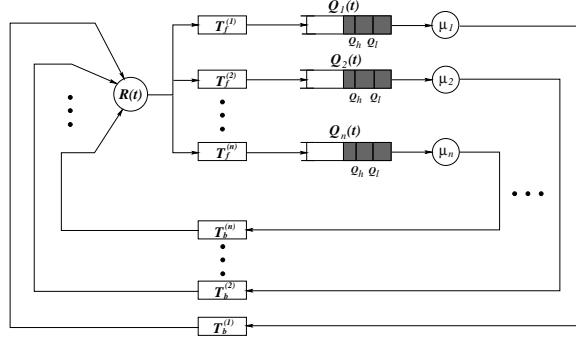 T_f^(1) Q_1(t) μ_1
Q_h Q_l
R(t) T_f^(2) Q_2(t) μ_2
Q_h Q_l
T_f^(n) Q_n(t) μ_n
Q_h Q_l
T_b^(n)
T_b^(2)
T_b^(1)